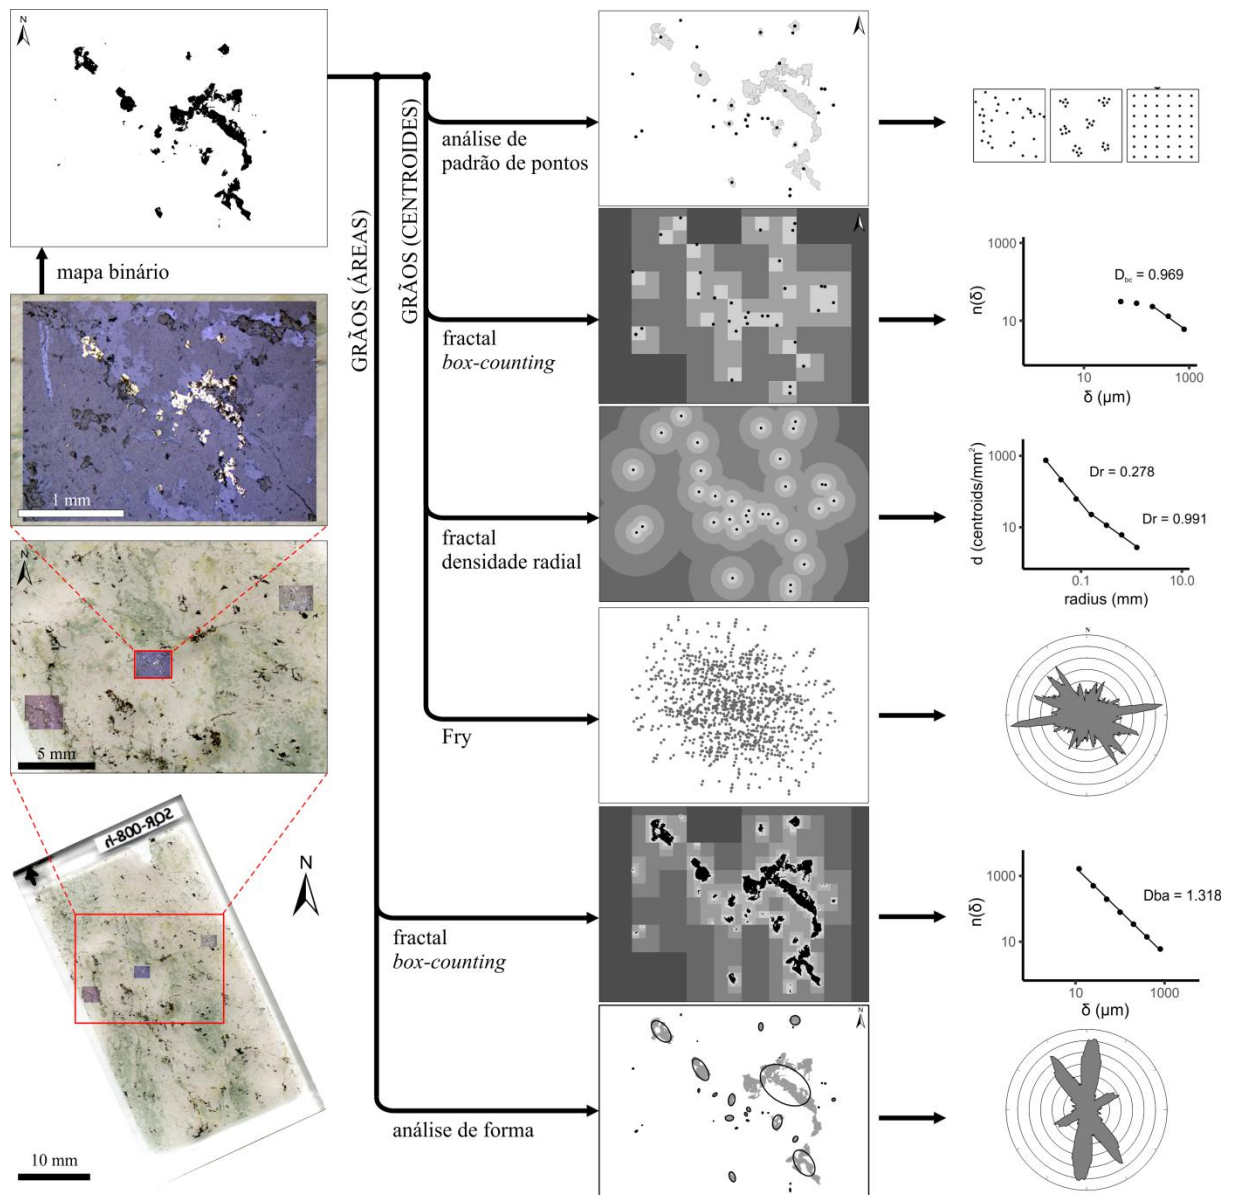 N
mapa binário
1 mm
N
5 mm
SQR-008-h
N
10 mm
GRÃOS (ÁREAS)
GRÃOS (CENTROIDES)
análise de
padrão de pontos
fractal
box-counting
fractal
densidade radial
Fry
fractal
box-counting
análise de forma
N
1000
10
n(δ)
D_bc = 0.969
10
1000
δ (µm)
1000
10
d (centroids/mm²)
Dr = 0.278
Dr = 0.991
0.1
10.0
radius (mm)
N
1000
10
n(δ)
Dba = 1.318
10
1000
δ (µm)